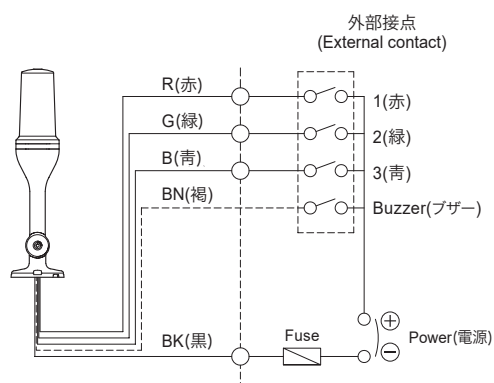 外部接点
(External contact)
R(赤)
1(赤)
G(緑)
2(緑)
B(青)
3(青)
BN(褐)
Buzzer(ブザー)
BK(黒)
Fuse
Power(電源)